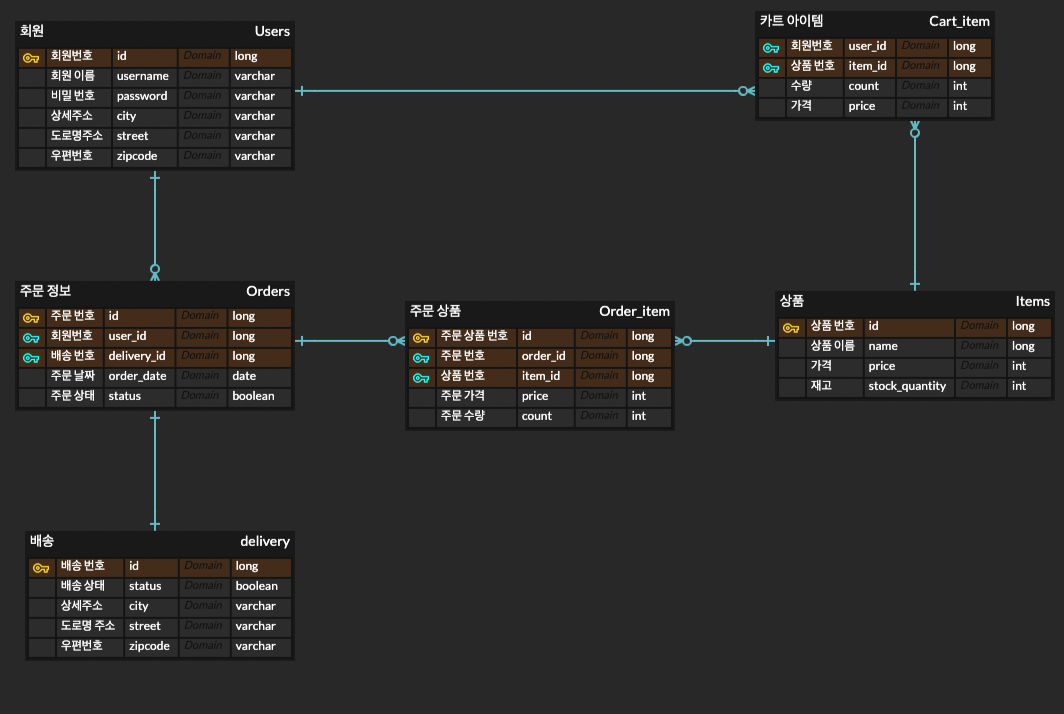 회원 Users
회원번호 id Domain long
회원 이름 username Domain varchar
비밀 번호 password Domain varchar
상세주소 city Domain varchar
도로명주소 street Domain varchar
우편번호 zipcode Domain varchar
카트 아이템 Cart_item
회원번호 user_id Domain long
상품 번호 item_id Domain long
수량 count Domain int
가격 price Domain int
주문 정보 Orders
주문 번호 id Domain long
회원번호 user_id Domain long
배송 번호 delivery_id Domain long
주문 날짜 order_date Domain date
주문 상태 status Domain boolean
주문 상품 Order_item
주문 상품 번호 id Domain long
주문 번호 order_id Domain long
상품 번호 item_id Domain long
주문 가격 price Domain int
주문 수량 count Domain int
상품 Items
상품 번호 id Domain long
상품 이름 name Domain long
가격 price Domain int
재고 stock_quantity Domain int
배송 delivery
배송 번호 id Domain long
배송 상태 status Domain boolean
상세주소 city Domain varchar
도로명 주소 street Domain varchar
우편번호 zipcode Domain varchar